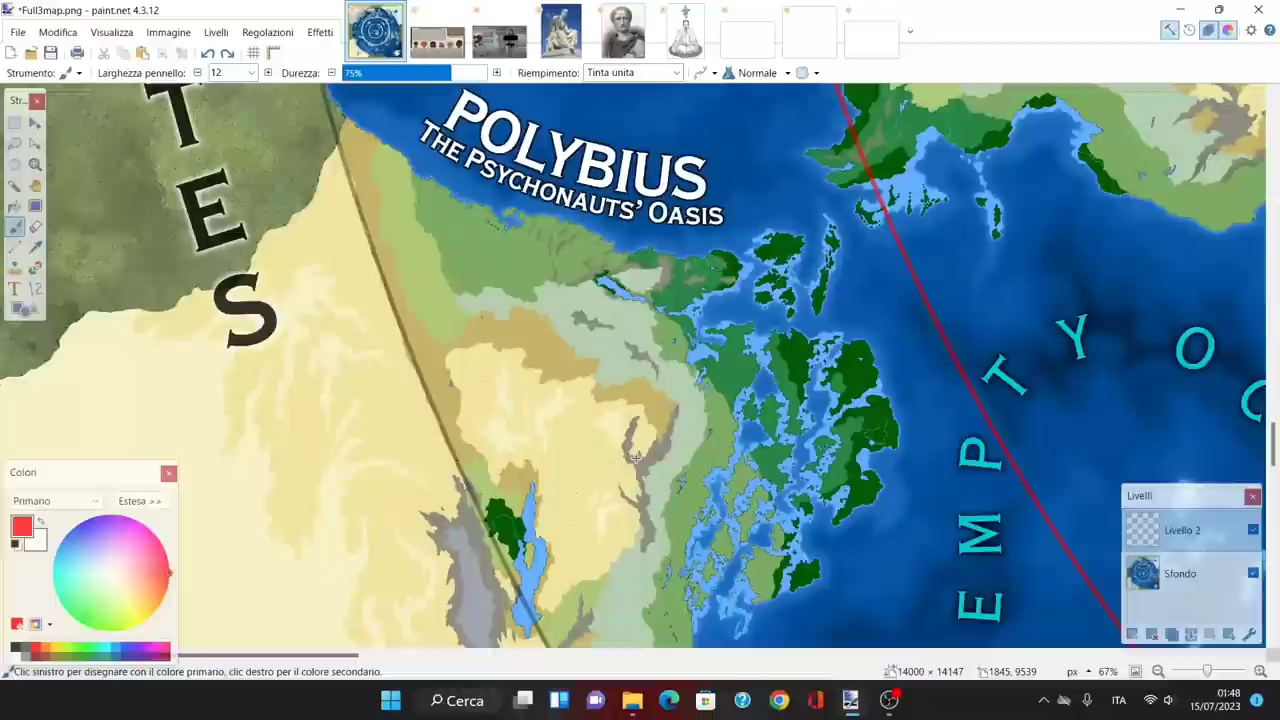 *Full3map.png - paint.net 4.3.12
File Modifica Visualizza Immagine Livelli Regolazioni Effetti
Strumento: Larghezza pennello: 12 Durezza: 75% Riempimento: Tinta unita Normale
Str...
T
E
S
POLYBIUS
THE PSYCHONAUTS' OASIS
E M P T Y O C
Colori
Primario
Estesa >>
Livelli
Livello 2
Sfondo
Clic sinistro per disegnare con il colore primario, clic destro per il colore secondario.
14000 × 14147
1845, 9539
px
67%
Cerca
ITA
01:48
15/07/2023